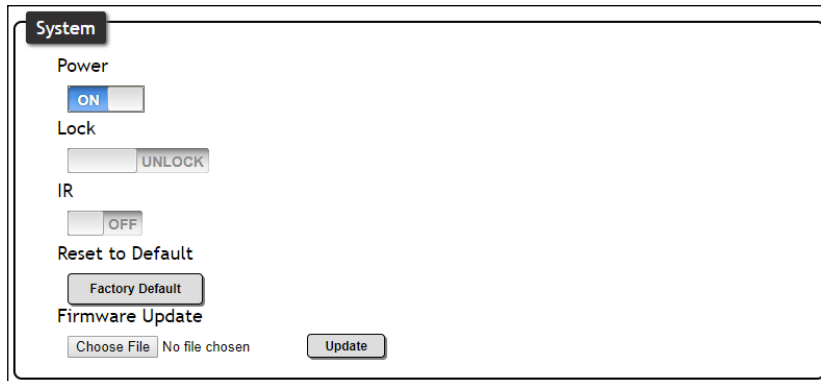 System
Power
ON
Lock
UNLOCK
IR
OFF
Reset to Default
Factory Default
Firmware Update
Choose File No file chosen Update